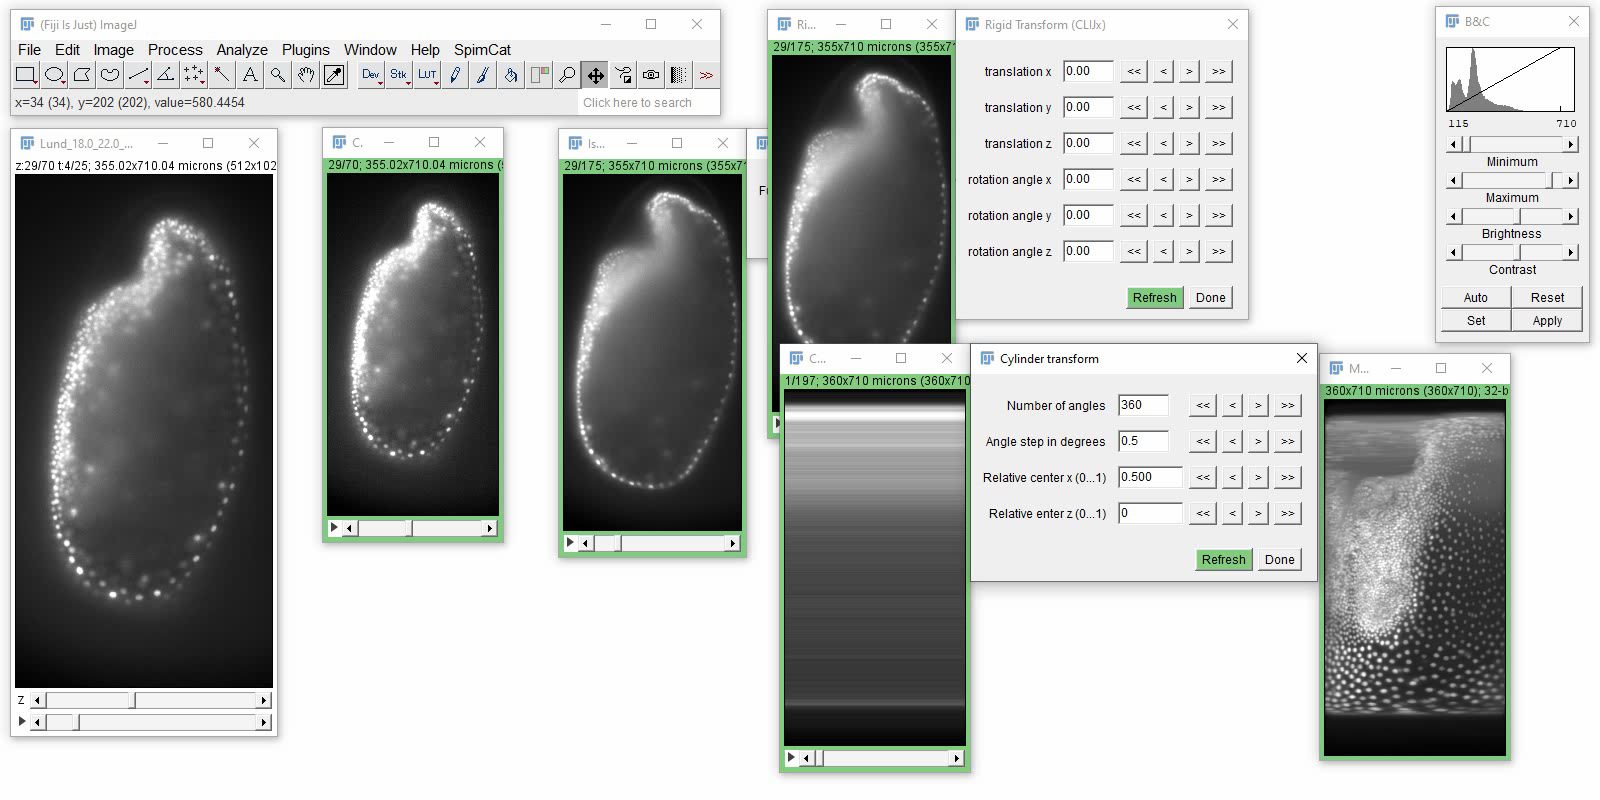 (Fiji Is Just) ImageJ
File Edit Image Process Analyze Plugins Window Help SpimCat
Dev Stk LUT >>
x=34 (34), y=202 (202), value=580.4454
Click here to search
Lund_18.0_22.0_...
z:29/70 t:4/25; 355.02x710.04 microns (512x102
z
C.
29/70; 355.02x710.04 microns (
Is...
29/175; 355x710 microns (355x71
Ri...
29/175; 355x710 microns (355x7
Rigid Transform (CLIJx)
translation x 0.00 << < > >>
translation y 0.00 << < > >>
translation z 0.00 << < > >>
rotation angle x 0.00 << < > >>
rotation angle y 0.00 << < > >>
rotation angle z 0.00 << < > >>
Refresh Done
C...
1/197; 360x710 microns (360x710
Cylinder transform
Number of angles 360 << < > >>
Angle step in degrees 0.5 << < > >>
Relative center x (0...1) 0.500 << < > >>
Relative enter z (0...1) 0 << < > >>
Refresh Done
M...
360x710 microns (360x710); 32-b
B&C
115 710
Minimum
Maximum
Brightness
Contrast
Auto Reset
Set Apply